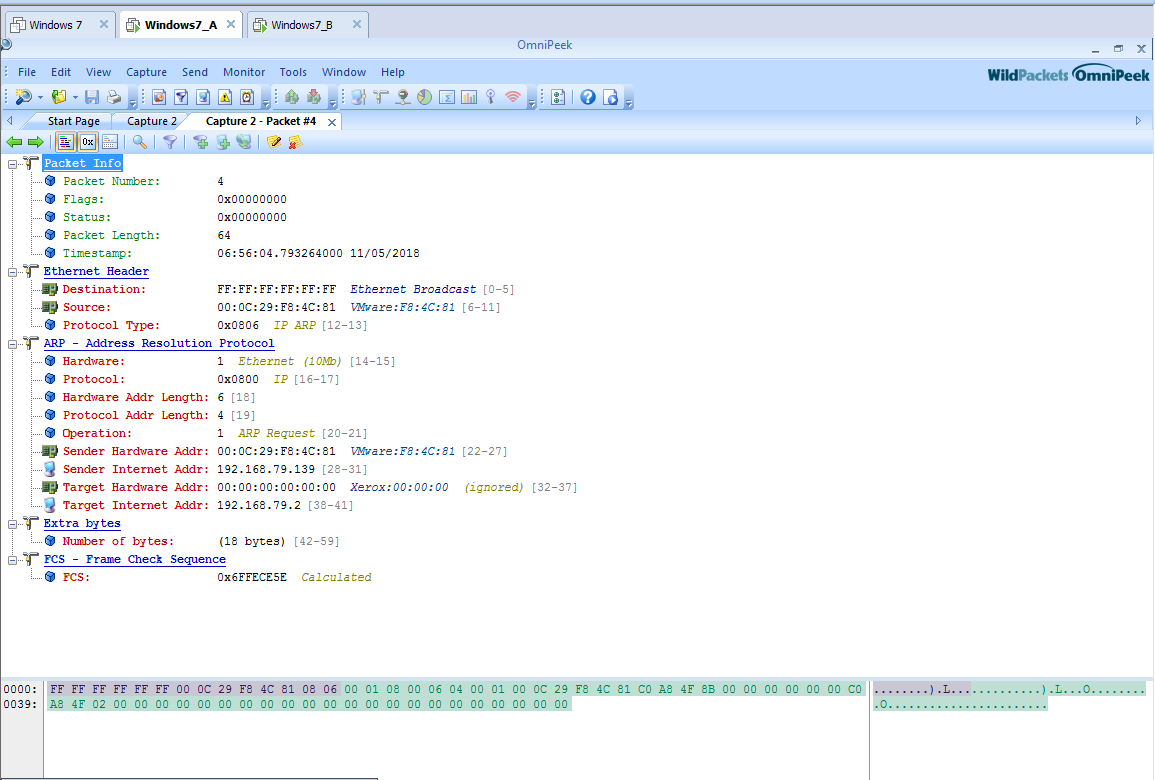 Windows 7 Windows7_A Windows7_B
OmniPeek
File Edit View Capture Send Monitor Tools Window Help
WildPackets OmniPeek
Start Page Capture 2 Capture 2 - Packet #4
0x
Packet Info
Packet Number: 4
Flags: 0x00000000
Status: 0x00000000
Packet Length: 64
Timestamp: 06:56:04.793264000 11/05/2018
Ethernet Header
Destination: FF:FF:FF:FF:FF:FF Ethernet Broadcast [0-5]
Source: 00:0C:29:F8:4C:81 VMware:F8:4C:81 [6-11]
Protocol Type: 0x0806 IP ARP [12-13]
ARP - Address Resolution Protocol
Hardware: 1 Ethernet (10Mb) [14-15]
Protocol: 0x0800 IP [16-17]
Hardware Addr Length: 6 [18]
Protocol Addr Length: 4 [19]
Operation: 1 ARP Request [20-21]
Sender Hardware Addr: 00:0C:29:F8:4C:81 VMware:F8:4C:81 [22-27]
Sender Internet Addr: 192.168.79.139 [28-31]
Target Hardware Addr: 00:00:00:00:00:00 Xerox:00:00:00 (ignored) [32-37]
Target Internet Addr: 192.168.79.2 [38-41]
Extra bytes
Number of bytes: (18 bytes) [42-59]
FCS - Frame Check Sequence
FCS: 0x6FFECE5E Calculated
0000: FF FF FF FF FF FF 00 0C 29 F8 4C 81 08 06 00 01 08 00 06 04 00 01 00 0C 29 F8 4C 81 C0 A8 4F 8B 00 00 00 00 00 00 C0 ........).L..............).L...O........
0039: A8 4F 02 00 00 00 00 00 00 00 00 00 00 00 00 00 00 00 00 00 00 00 00 00 00 .O.......................